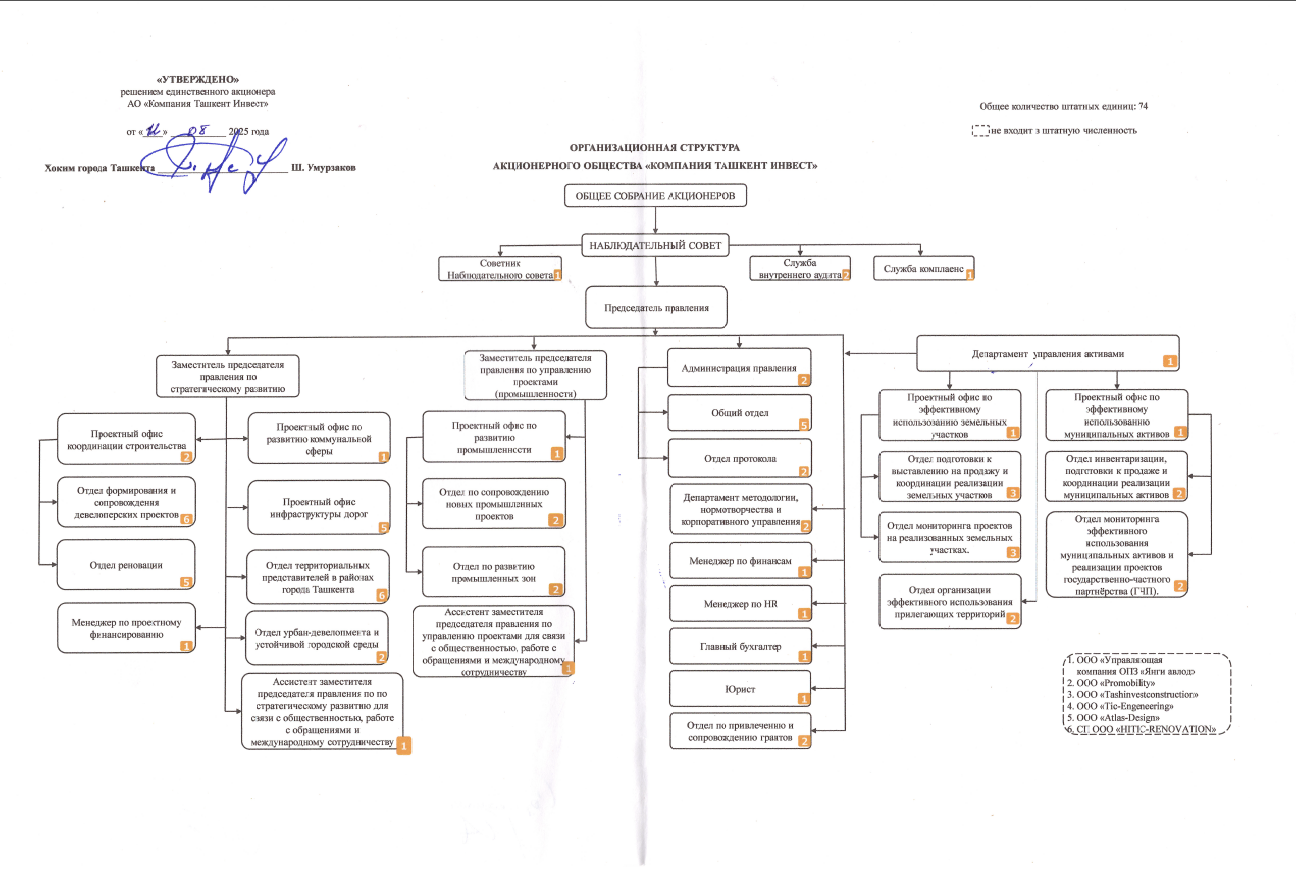 «УТВЕРЖДЕНО»
решением единственного акционера
АО «Компания Ташкент Инвест»
от « » 08 2025 года
Хоким города Ташкента Ш. Умурзаков
Общее количество штатных единиц: 74
не входит з штатную численность
ОРГАНИЗАЦИОННАЯ СТРУКТУРА
АКЦИОНЕРНОГО ОБЩЕСТВА «КОМПАНИЯ ТАШКЕНТ ИНВЕСТ»
ОБЩЕЕ СОБРАНИЕ АКЦИОНЕРОВ
НАБЛЮДАТЕЛЬНЫЙ СОВЕТ
Советник
Наблюдательного совета 1
Служба
внутреннего аудита 2
Служба комплаенс 1
Председатель правления
Заместитель председателя
правления по
стратегическому развитию
Проектный офис
координации строительства
2
Отдел формирования и
сопровождения
девелоперских проектов 6
Отдел реновации
5
Менеджер по проектному
финансированию
1
Проектный офис по
развитию коммунальной
сферы
1
Проектный офис
инфраструктуры дорог
5
Отдел территориальных
представителей в районах
города Ташкента
6
Отдел урбан-девелопмента и
устойчивой городской среды
2
Ассистент заместителя
председателя правления по по
стратегическому развитию для
связи с общественностью, работе
с обращениями и
международному сотрудничеству 1
Заместитель председателя
правления по управлению
проектами
(промышленности)
Проектный офис по
развитию
промышленности
1
Отдел по сопровождению
новых промышленных
проектов
2
Отдел по развитию
промышленных зон
2
Ассистент заместителя
председателя правления по
управлению проектами для связи
с общественностью, работе с
обращениями и международному
сотрудничеству
1
Администрация правления
2
Общий отдел
5
Отдел протокола
2
Департамент методологии,
нормотворчества и
корпоративного управления
2
Менеджер по финансам
1
Менеджер по HR
1
Главный бухгалтер
1
Юрист
1
Отдел по привлечению и
сопровождению грантов
2
Департамент управления активами
1
Проектный офис по
эффективному
использованию земельных
участков
1
Отдел подготовки к
выставлению на продажу и
координации реализации
земельных участков
3
Отдел мониторинга проектов
на реализованных земельных
участках.
3
Отдел организации
эффективного использования
прилегающих территорий
2
Проектный офис по
эффективному
использованию
муниципальных активов
1
Отдел инвентаризации,
подготовки к продаже и
координации реализации
муниципальных активов
2
Отдел мониторинга
эффективного
использования
муниципальных активов и
реализации проектов
государственно-частного
партнёрства (ГЧП).
2
1. ООО «Управляющая
компания ОПЗ «Янги авлод»
2. ООО «Promobility»
3. ООО «Tashinvestconstruction»
4. ООО «Tic-Engeneering»
5. ООО «Atlas-Design»
6. СП ООО «HITIC-RENOVATION»